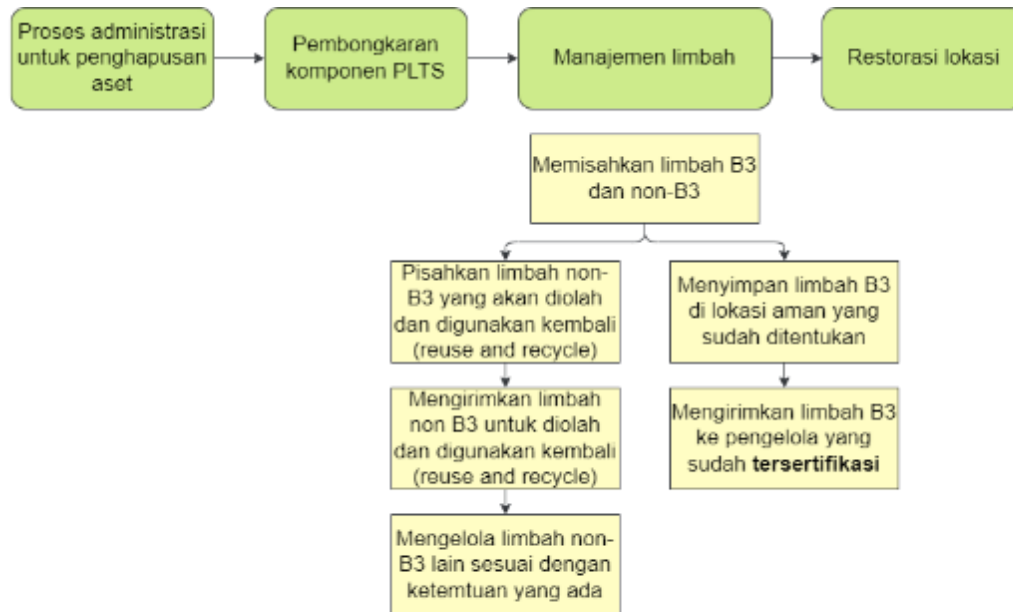 Proses administrasi
untuk penghapusan
aset
Pembongkaran
komponen PLTS
Manajemen limbah
Restorasi lokasi
Memisahkan limbah B3
dan non-B3
Pisahkan limbah non-
B3 yang akan diolah
dan digunakan kembali
(reuse and recycle)
Menyimpan limbah B3
di lokasi aman yang
sudah ditentukan
Mengirimkan limbah
non B3 untuk diolah
dan digunakan kembali
(reuse and recycle)
Mengirimkan limbah B3
ke pengelola yang
sudah tersertifikasi
Mengelola limbah non-
B3 lain sesuai dengan
ketemtuan yang ada